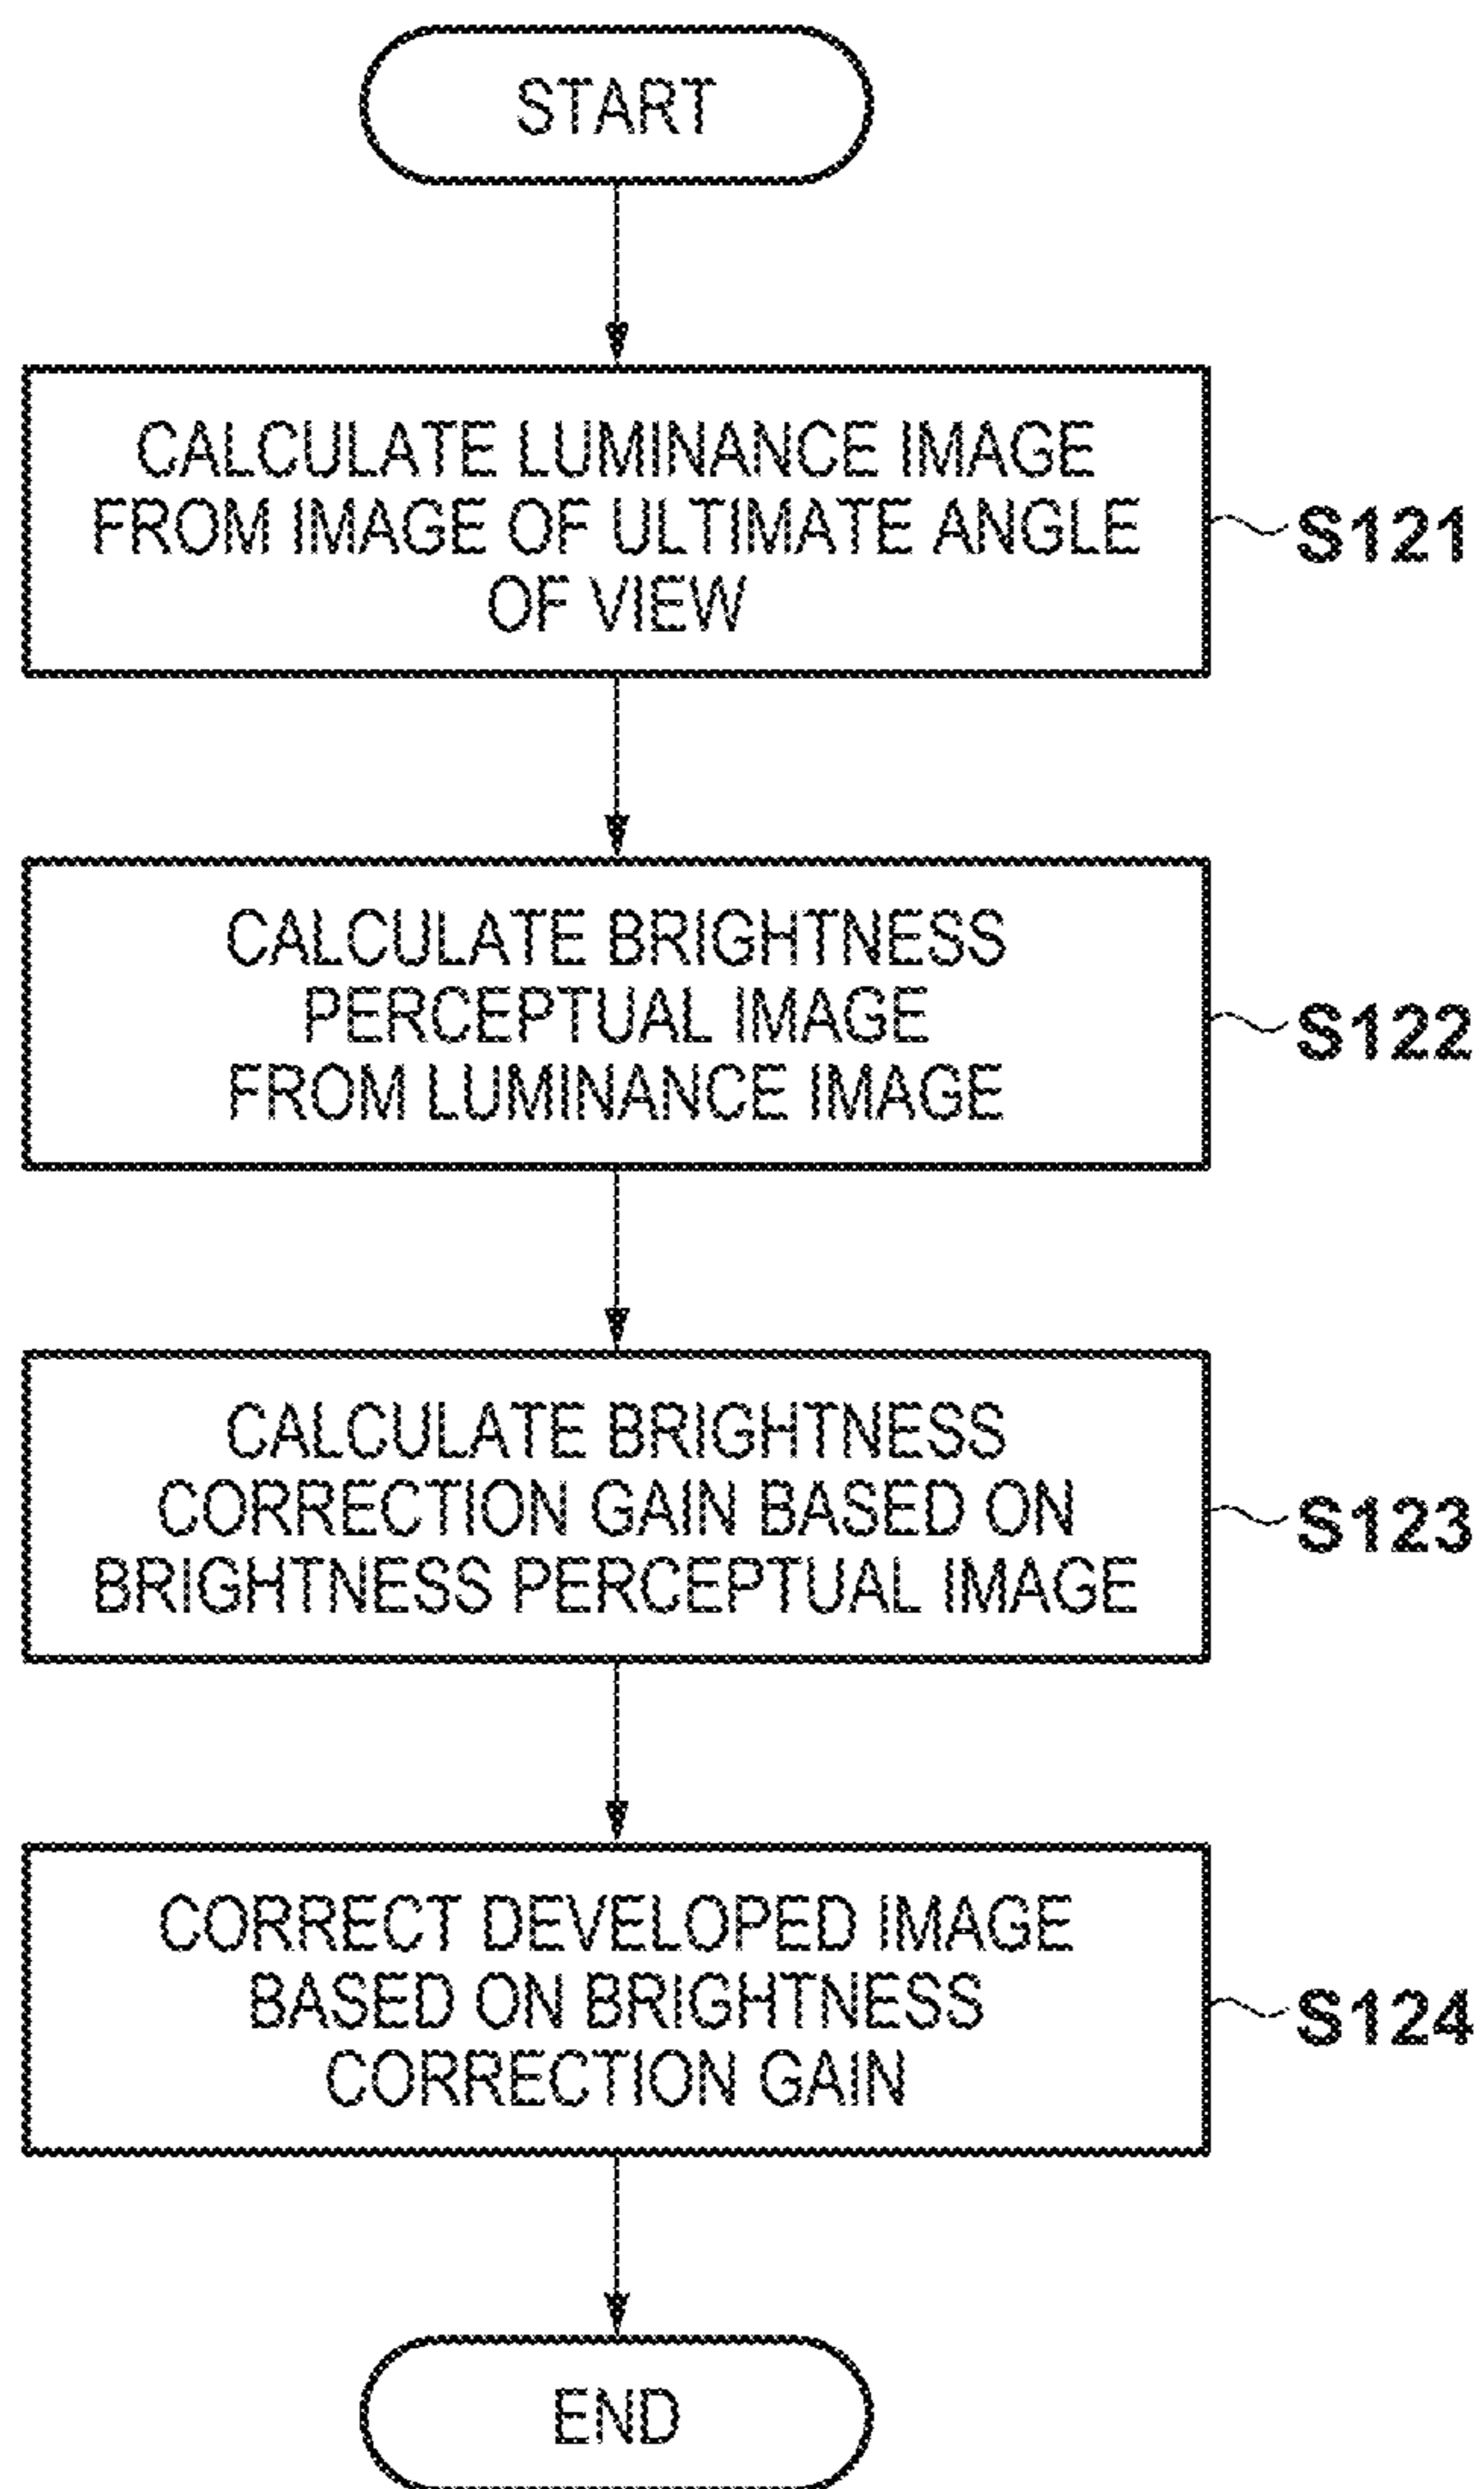 START
CALCULATE LUMINANCE IMAGE
FROM IMAGE OF ULTIMATE ANGLE
OF VIEW
S121
CALCULATE BRIGHTNESS
PERCEPTUAL IMAGE
FROM LUMINANCE IMAGE
S122
CALCULATE BRIGHTNESS
CORRECTION GAIN BASED ON
BRIGHTNESS PERCEPTUAL IMAGE
S123
CORRECT DEVELOPED IMAGE
BASED ON BRIGHTNESS
CORRECTION GAIN
S124
END